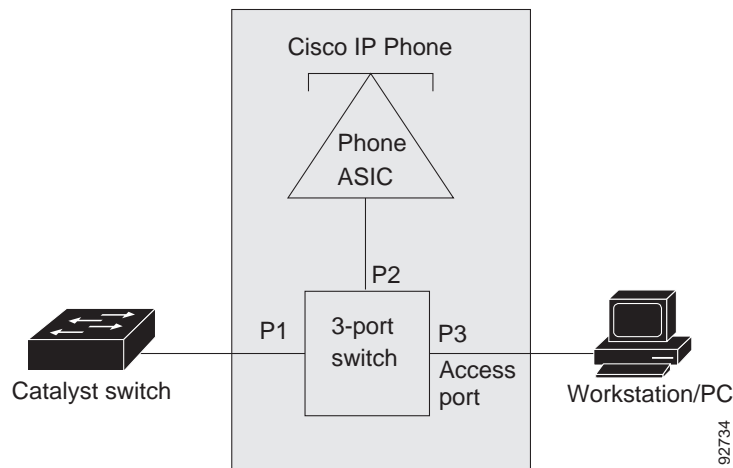 Cisco IP Phone
Phone
ASIC
P2
P1
3-port
switch
P3
Access
port
Catalyst switch
Workstation/PC
92734